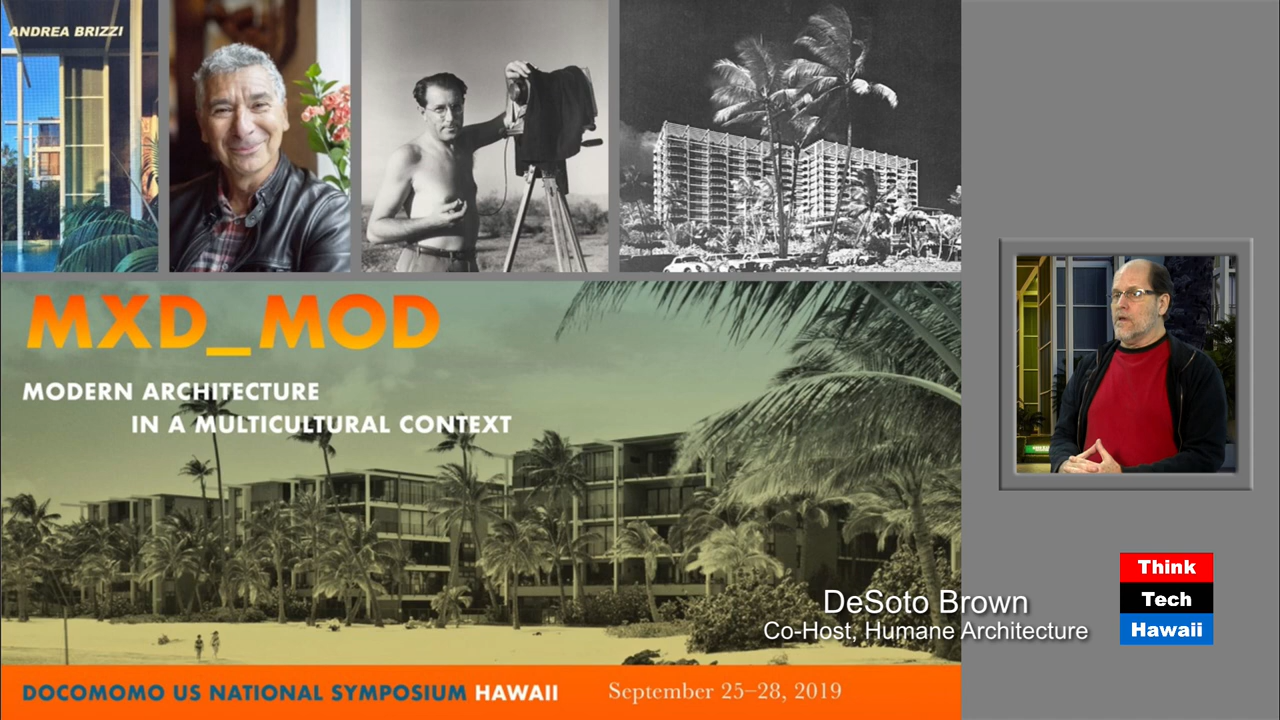 ANDREA BRIZZI
MXD_MOD
MODERN ARCHITECTURE
IN A MULTICULTURAL CONTEXT
DeSoto Brown
Co-Host, Humane Architecture
Think
Tech
Hawaii
DOCOMOMO US NATIONAL SYMPOSIUM HAWAII
September 25–28, 2019